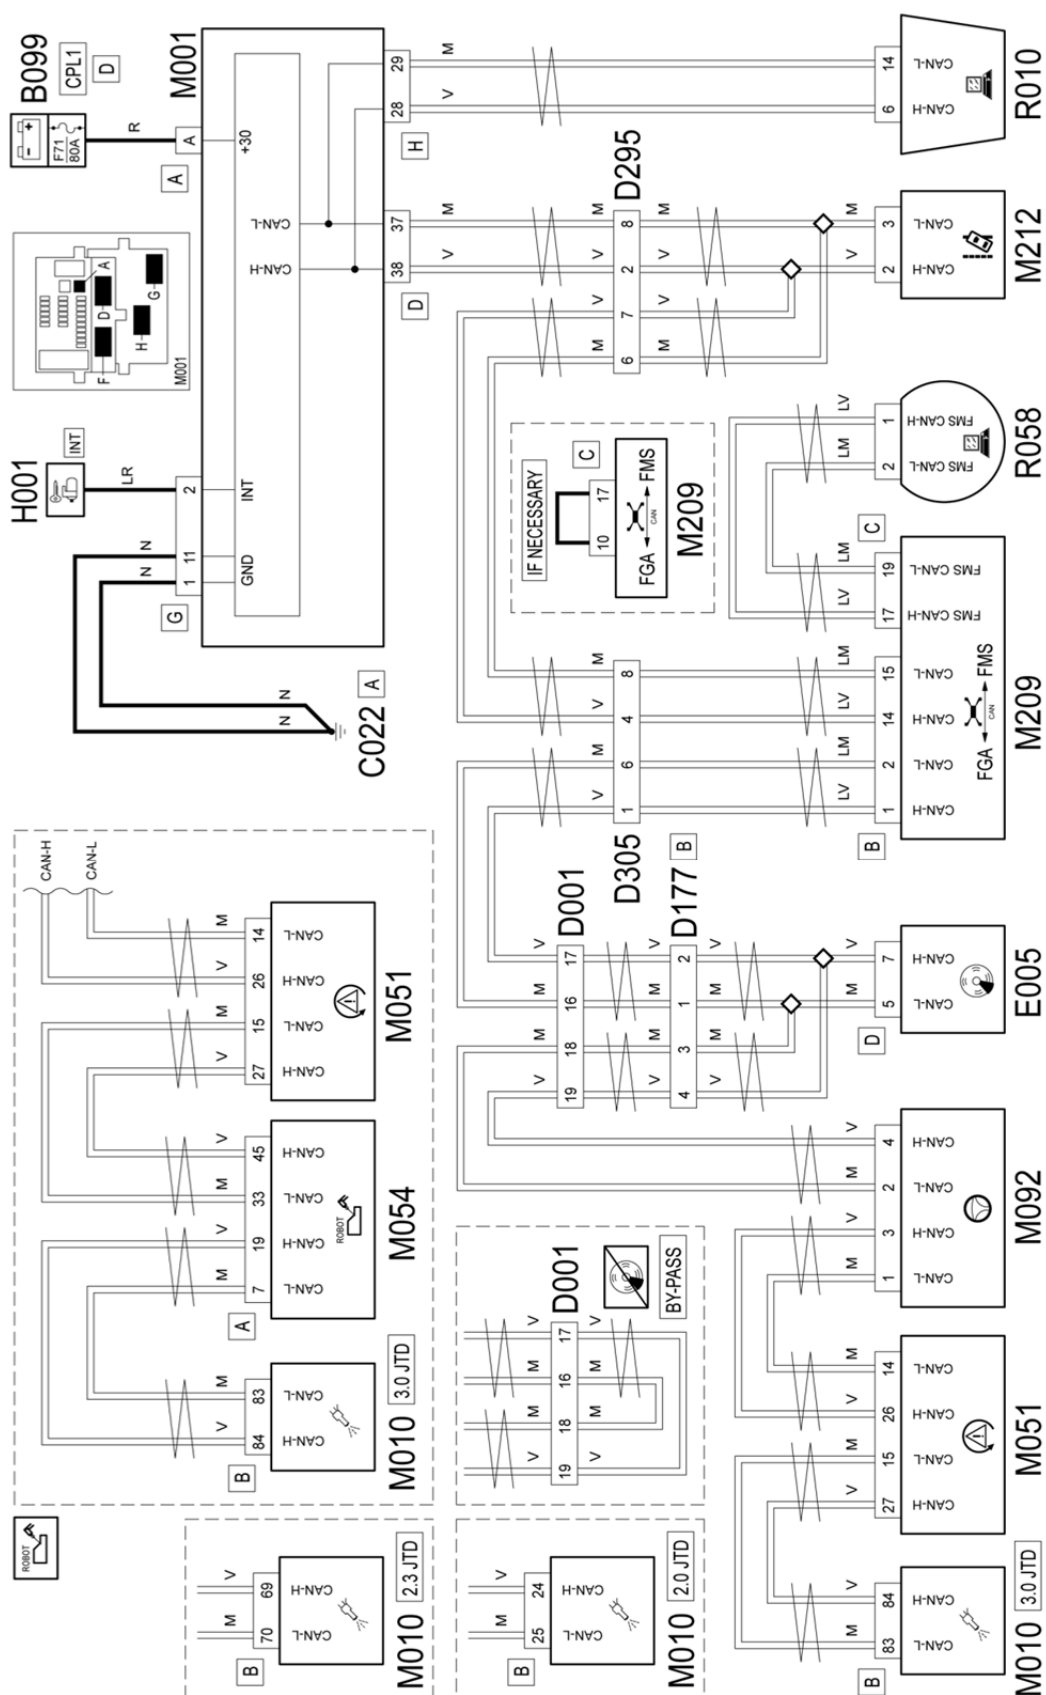 B099
CPL1
D
F71
80A
R
M001
A
A
+30
CAN-L
CAN-H
INT
GND
29
28
H
37
38
D
2
11
1
G
M
V
14
6
CAN-L
CAN-H
R010
A
D
G
H
F
M001
H001
INT
LR
N
N
N
N
C022
A
M
V
D295
M
V
V
M
8
2
7
6
M
V
V
M
M
V
3
2
CAN-L
CAN-H
M212
IF NECESSARY
C
10
17
FGA
CAN
FMS
M209
LV
LM
1
2
FMS CAN-H
FMS CAN-L
R058
C
LM
LV
19
17
FMS CAN-L
FMS CAN-H
M
V
M
V
8
4
6
1
D305
LM
LV
LM
LV
15
14
2
1
CAN-L
CAN-H
CAN-L
CAN-H
B
FGA
CAN
FMS
M209
CAN-H
CAN-L
M
V
M
V
14
26
15
27
CAN-L
CAN-H
CAN-L
CAN-H
M051
V
M
V
M
45
33
19
7
CAN-H
CAN-L
CAN-H
CAN-L
ROBOT
A
M054
M
V
83
84
CAN-L
CAN-H
B
M010
3.0 JTD
ROBOT
D001
V
M
M
V
17
16
18
19
D177
B
V
M
M
V
2
1
3
4
V
M
M
V
V
M
7
5
CAN-H
CAN-L
D
E005
V
M
V
M
4
2
3
1
CAN-H
CAN-L
CAN-H
CAN-L
M092
D001
V
M
M
V
17
16
18
19
V
M
M
V
BY-PASS
M
V
M
V
14
26
15
27
CAN-L
CAN-H
CAN-L
CAN-H
M051
V
M
84
83
CAN-H
CAN-L
B
M010
3.0 JTD
V
M
69
70
CAN-H
CAN-L
B
M010
2.3 JTD
V
M
24
25
CAN-H
CAN-L
B
M010
2.0 JTD